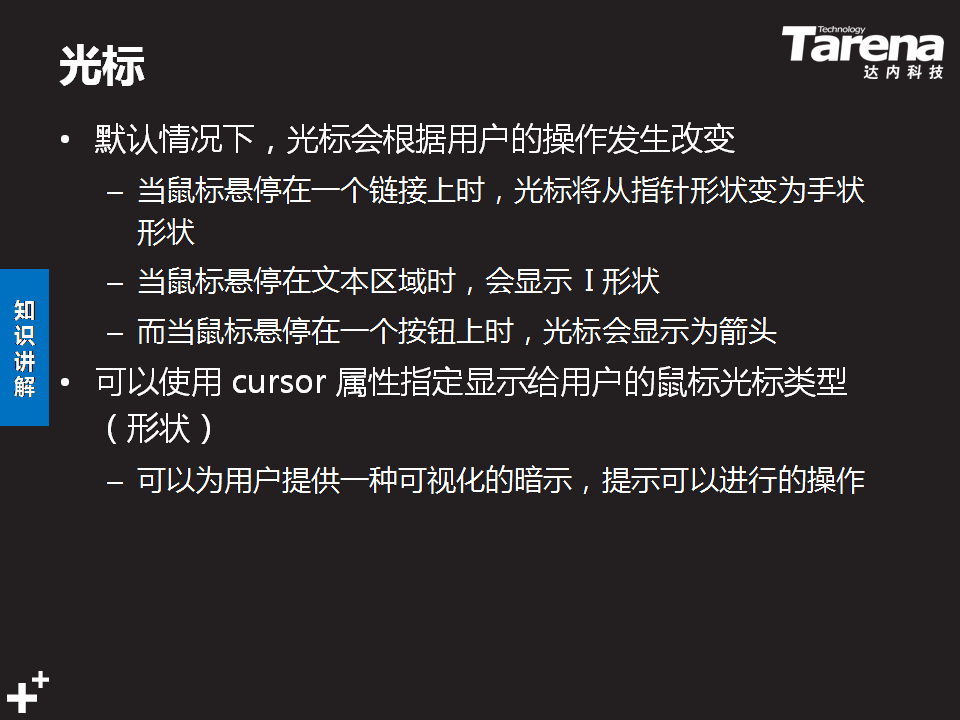 光标
Technology
Tarena
达内科技
• 默认情况下，光标会根据用户的操作发生改变
– 当鼠标悬停在一个链接上时，光标将从指针形状变为手状
形状
– 当鼠标悬停在文本区域时，会显示 I 形状
– 而当鼠标悬停在一个按钮上时，光标会显示为箭头
知识讲解
• 可以使用 cursor 属性指定显示给用户的鼠标光标类型
（形状）
– 可以为用户提供一种可视化的暗示，提示可以进行的操作